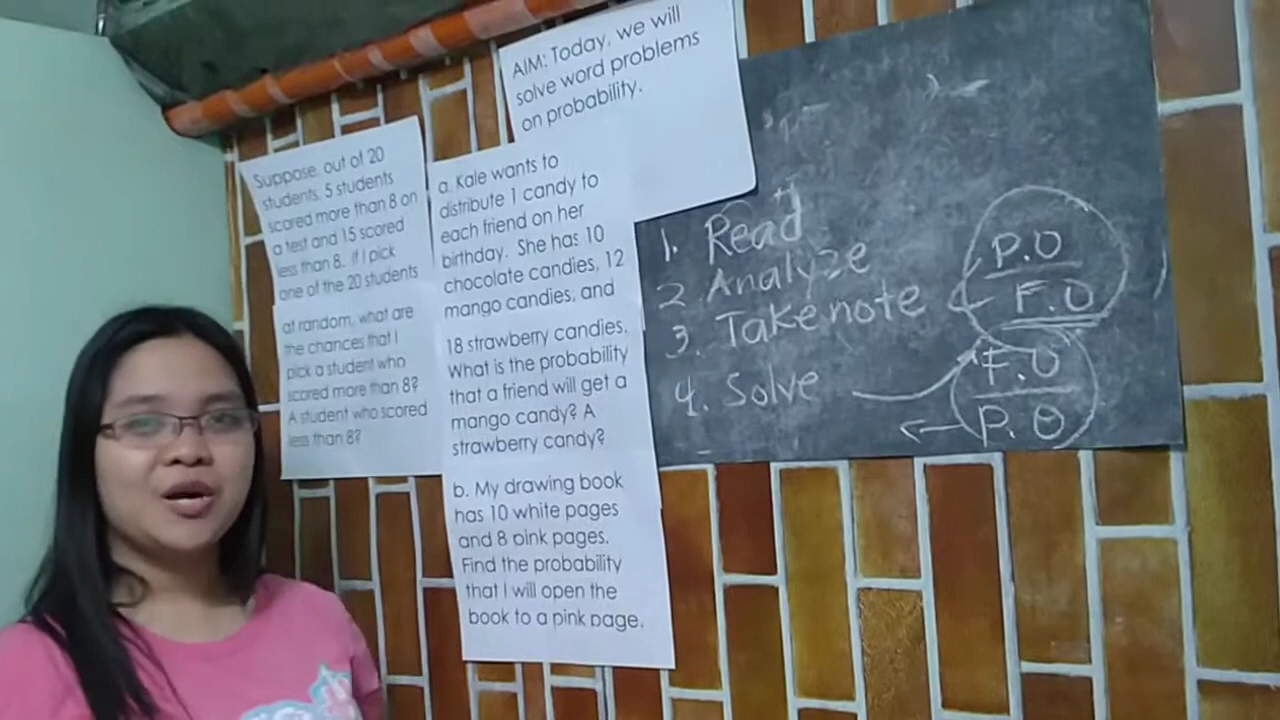 AIM: Today, we will
solve word problems
on probability.
Suppose, out of 20
students, 5 students
scored more than 8 on
a test and 15 scored
less than 8. If I pick
one of the 20 students
at random, what are
the chances that I
pick a student who
scored more than 8?
A student who scored
less than 8?
a. Kale wants to
distribute 1 candy to
each friend on her
birthday. She has 10
chocolate candies, 12
mango candies, and
18 strawberry candies.
What is the probability
that a friend will get a
mango candy? A
strawberry candy?
b. My drawing book
has 10 white pages
and 8 pink pages.
Find the probability
that I will open the
book to a pink page.
1. Read
2. Analyze
3. Take note
4. Solve
P.O
F.O
F.O
P.O